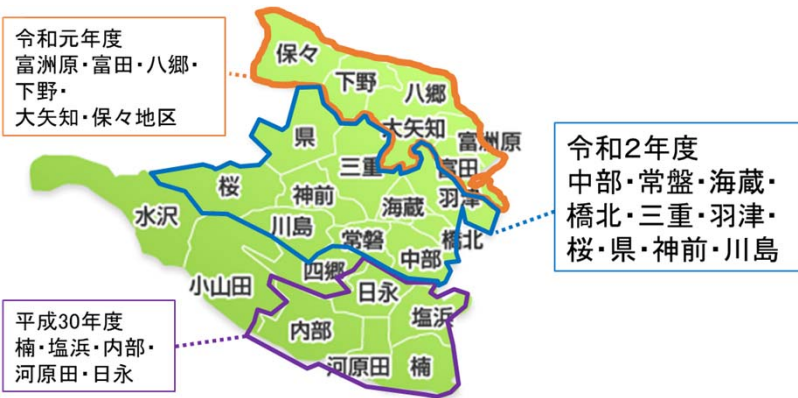 令和元年度
富洲原・富田・八郷・
下野・
大矢知・保々地区
保々
下野
八郷
大矢知
富洲原
富田
県
三重
羽津
桜
神前
海蔵
水沢
川島
常磐
橋北
中部
四郷
小山田
日永
塩浜
内部
河原田
楠
令和2年度
中部・常盤・海蔵・
橋北・三重・羽津・
桜・県・神前・川島
平成30年度
楠・塩浜・内部・
河原田・日永